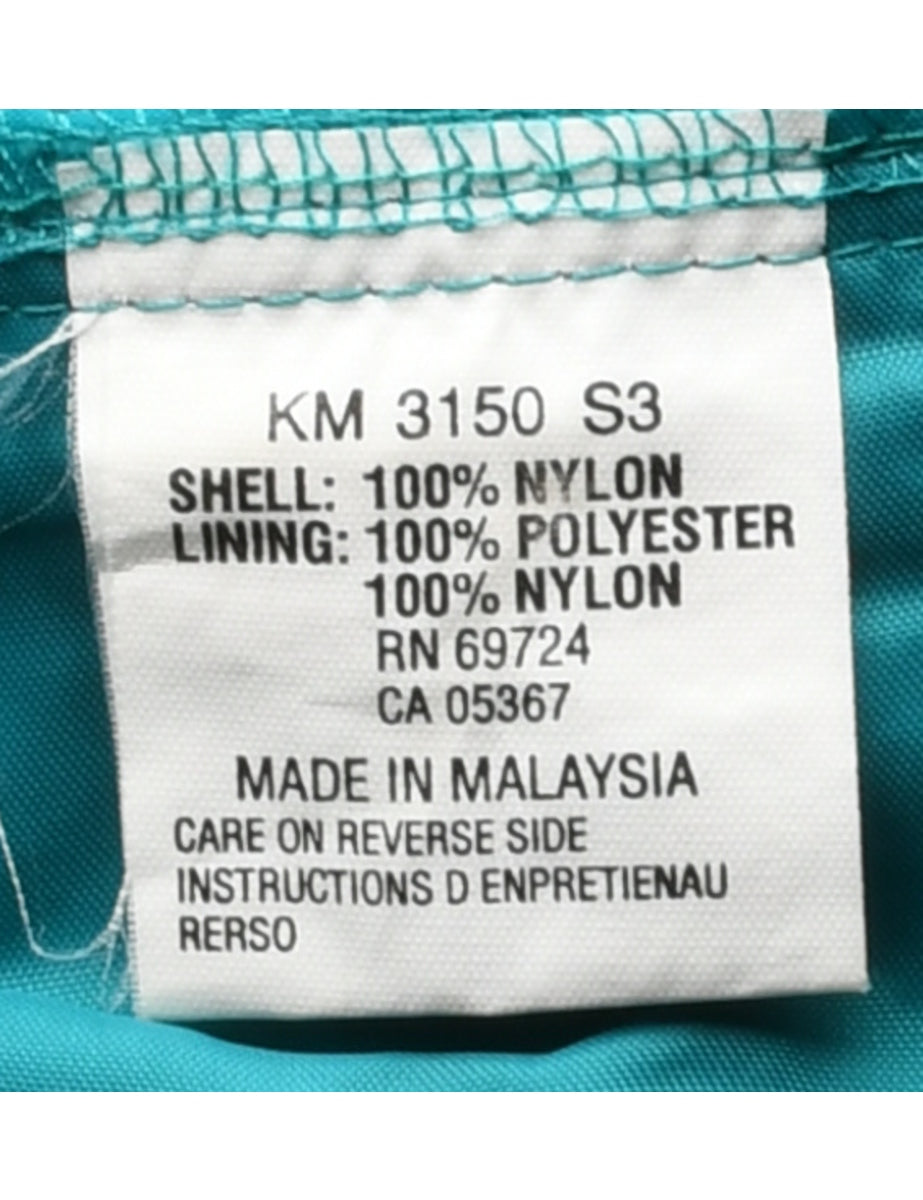 KM 3150 S3
SHELL: 100% NYLON
LINING: 100% POLYESTER
100% NYLON
RN 69724
CA 05367
MADE IN MALAYSIA
CARE ON REVERSE SIDE
INSTRUCTIONS D ENPRETIENAU
RERSO